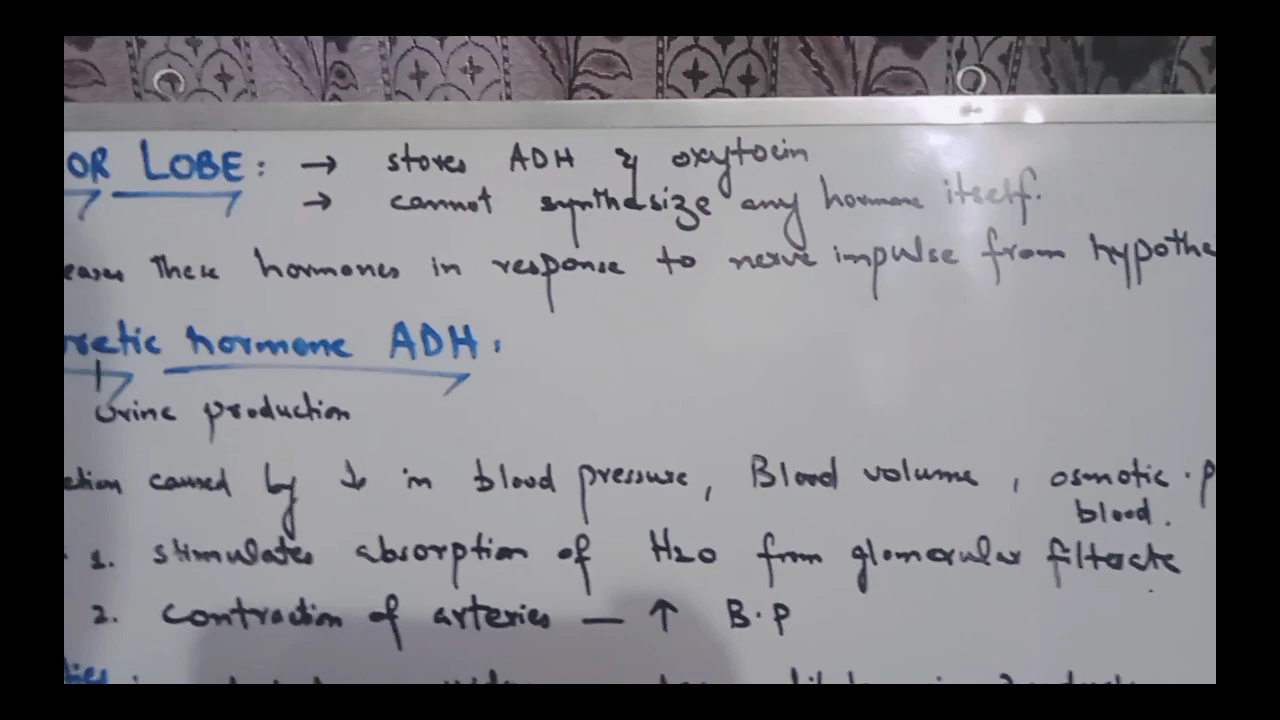 OR LOBE: → stores ADH & oxytocin
→ cannot synthesize any hormone itself.
eases These hormones in response to nerve impulse from hypothe
retic hormone ADH:
Urine production
ction caused by ↓ in blood pressure, Blood volume, osmotic. p
blood.
1. stimulates absorption of H2O from glomerular filtrate
2. contraction of arteries — ↑ B.P